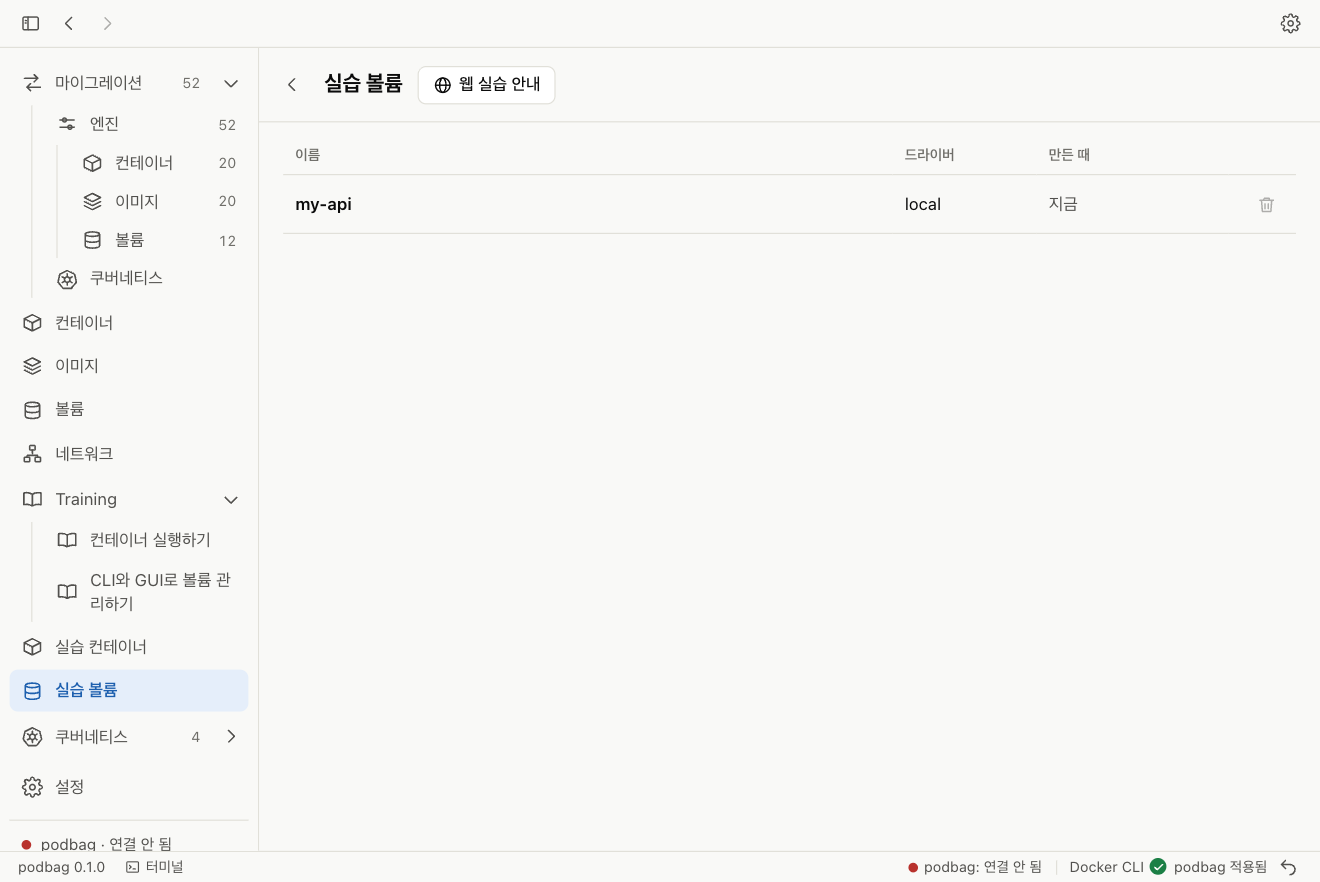 마이그레이션 52
엔진 52
컨테이너 20
이미지 20
볼륨 12
쿠버네티스
컨테이너
이미지
볼륨
네트워크
Training
컨테이너 실행하기
CLI와 GUI로 볼륨 관
리하기
실습 컨테이너
실습 볼륨
쿠버네티스 4
설정
podbag · 연결 안 됨
실습 볼륨 웹 실습 안내
이름 드라이버 만든 때
my-api local 지금
podbag 0.1.0 터미널 podbag: 연결 안 됨 Docker CLI podbag 적용됨